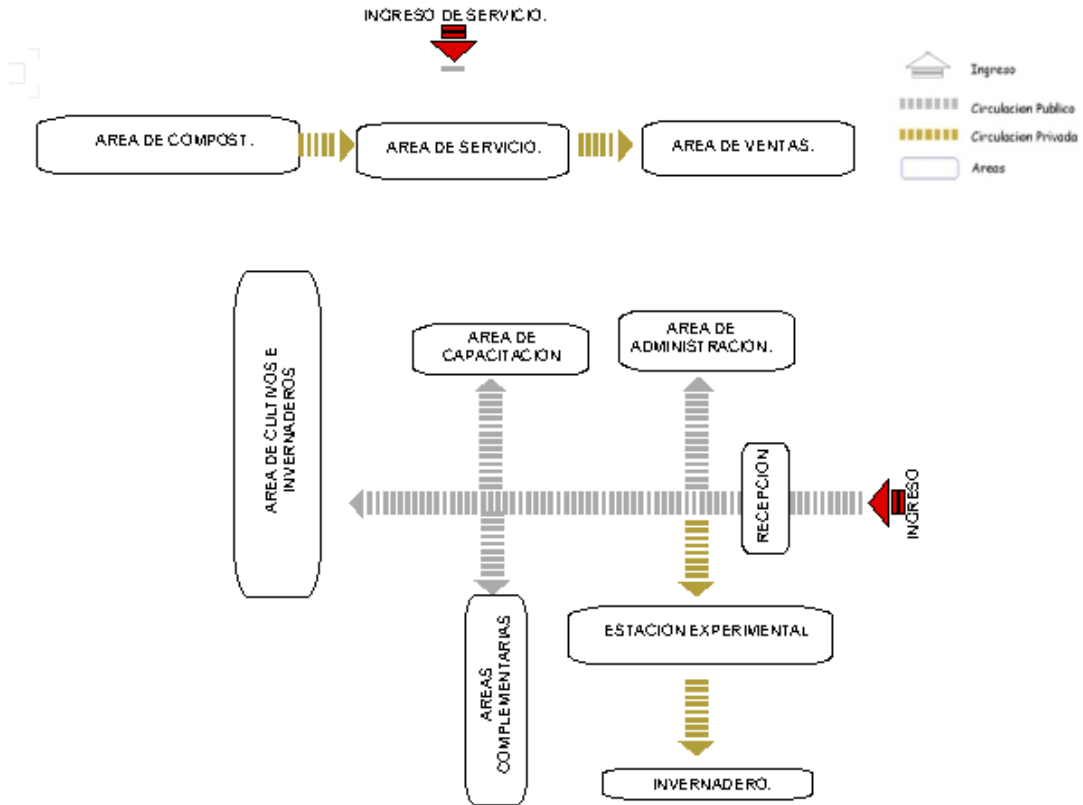 INGRESO DE SERVICIO.
Ingreso
Circulacion Publico
Circulacion Privada
Areas
AREA DE COMPOST.
AREA DE SERVICIO.
AREA DE VENTAS.
AREA DE CULTIVOS E
INVERNADEROS
AREA DE
CAPACITACION
AREA DE
ADMINISTRACION.
RECEPCION
INGRESO
AREAS
COMPLEMENTARIAS
ESTACION EXPERIMENTAL
INVERNADERO.